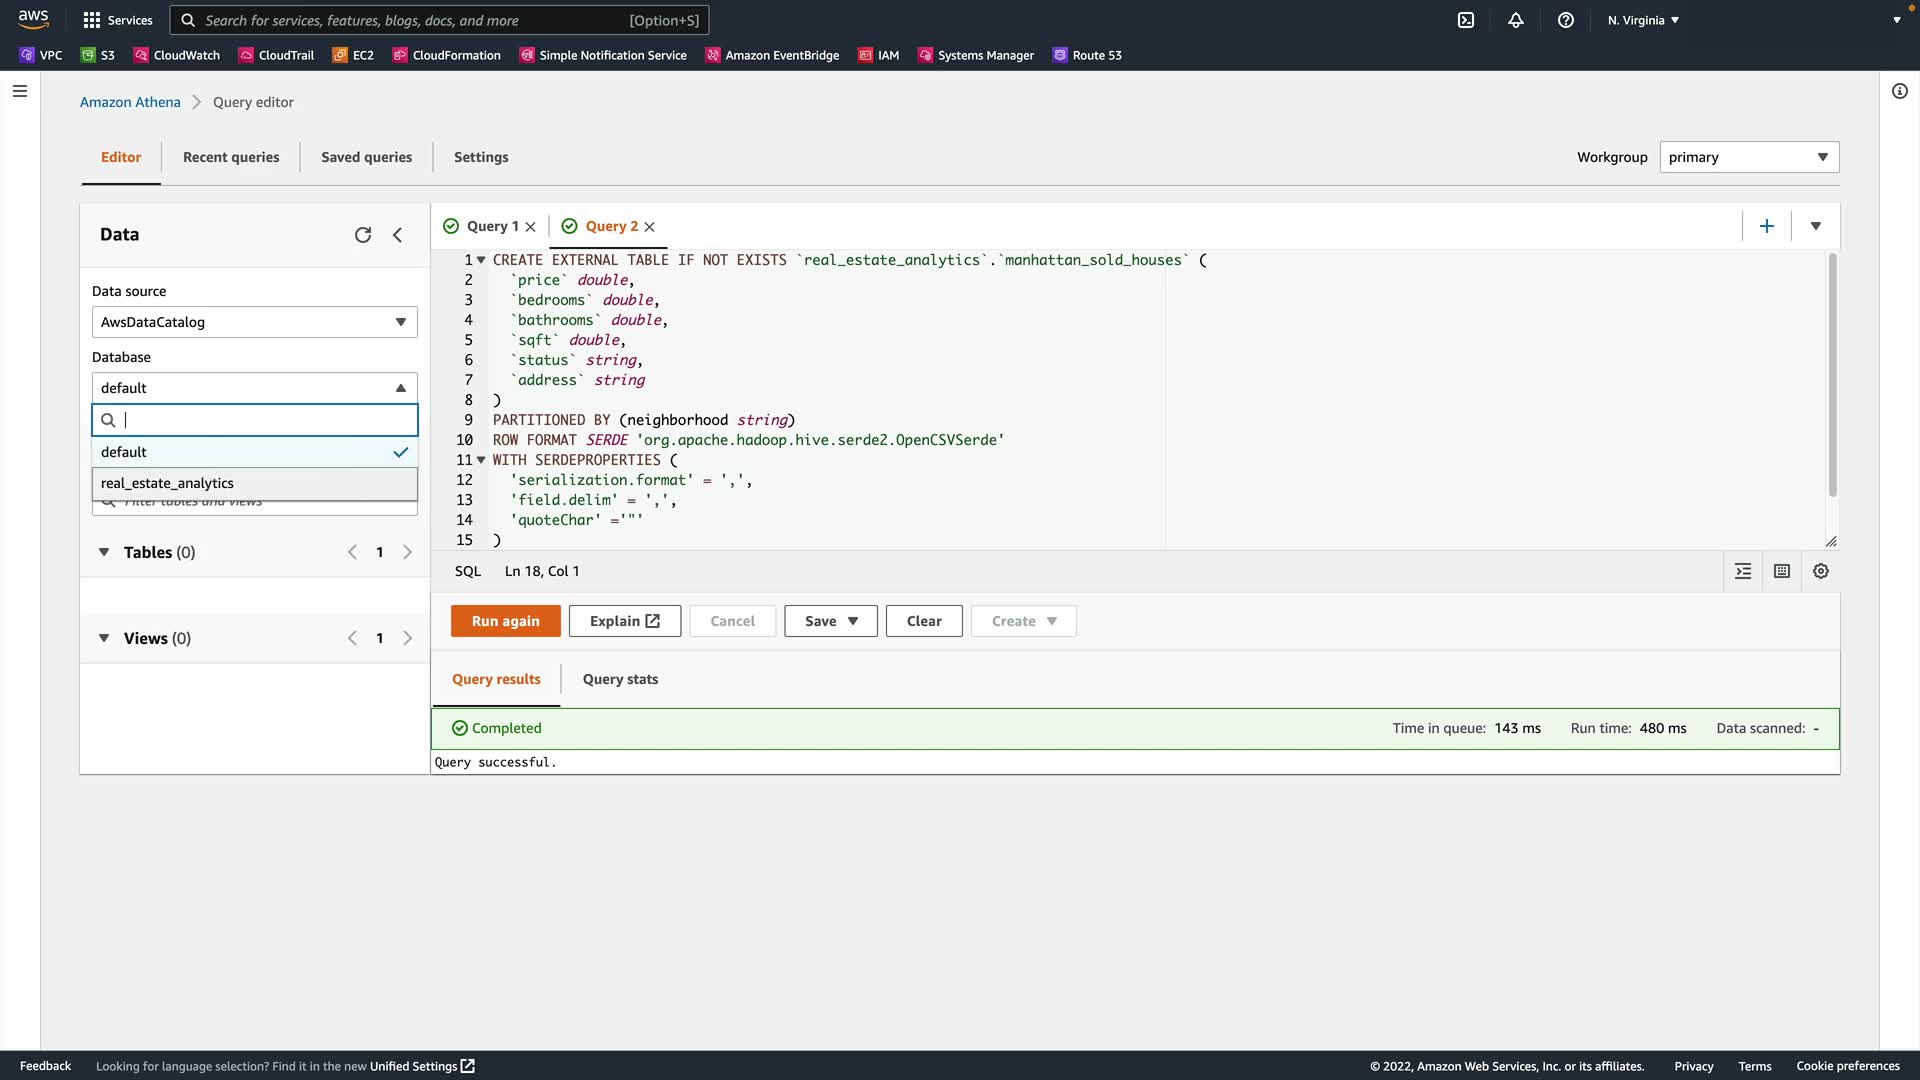 aws
Services
Search for services, features, blogs, docs, and more
[Option+S]
N. Virginia
VPC
S3
CloudWatch
CloudTrail
EC2
CloudFormation
Simple Notification Service
Amazon EventBridge
IAM
Systems Manager
Route 53
Amazon Athena
Query editor
Editor
Recent queries
Saved queries
Settings
Workgroup
primary
Data
Data source
AwsDataCatalog
Database
default
default
real_estate_analytics
Filter tables and views
Tables (0)
1
Views (0)
1
Query 1
Query 2
1 CREATE EXTERNAL TABLE IF NOT EXISTS `real_estate_analytics`.`manhattan_sold_houses` (
2 `price` double,
3 `bedrooms` double,
4 `bathrooms` double,
5 `sqft` double,
6 `status` string,
7 `address` string
8 )
9 PARTITIONED BY (neighborhood string)
10 ROW FORMAT SERDE 'org.apache.hadoop.hive.serde2.OpenCSVSerde'
11 WITH SERDEPROPERTIES (
12 'serialization.format' = ',',
13 'field.delim' = ',',
14 'quoteChar' ='"'
15 )
SQL
Ln 18, Col 1
Run again
Explain
Cancel
Save
Clear
Create
Query results
Query stats
Completed
Time in queue: 143 ms
Run time: 480 ms
Data scanned: -
Query successful.
Feedback
Looking for language selection? Find it in the new Unified Settings
© 2022, Amazon Web Services, Inc. or its affiliates.
Privacy
Terms
Cookie preferences